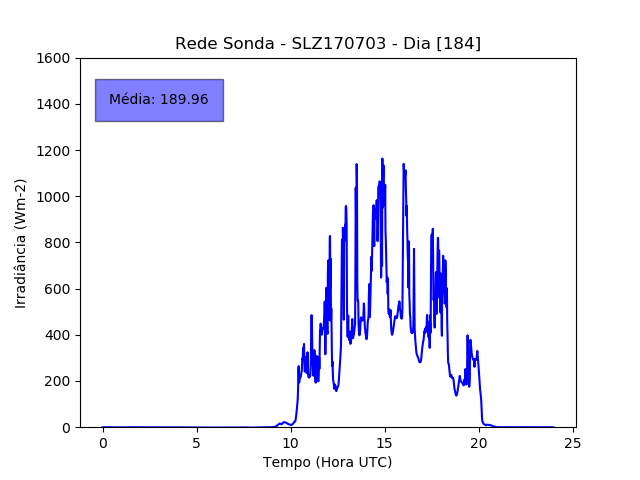 Rede Sonda - SLZ170703 - Dia [184]
Média: 189.96
Irradiância (Wm-2)
1600
1400
1200
1000
800
600
400
200
0
0 5 10 15 20 25
Tempo (Hora UTC)